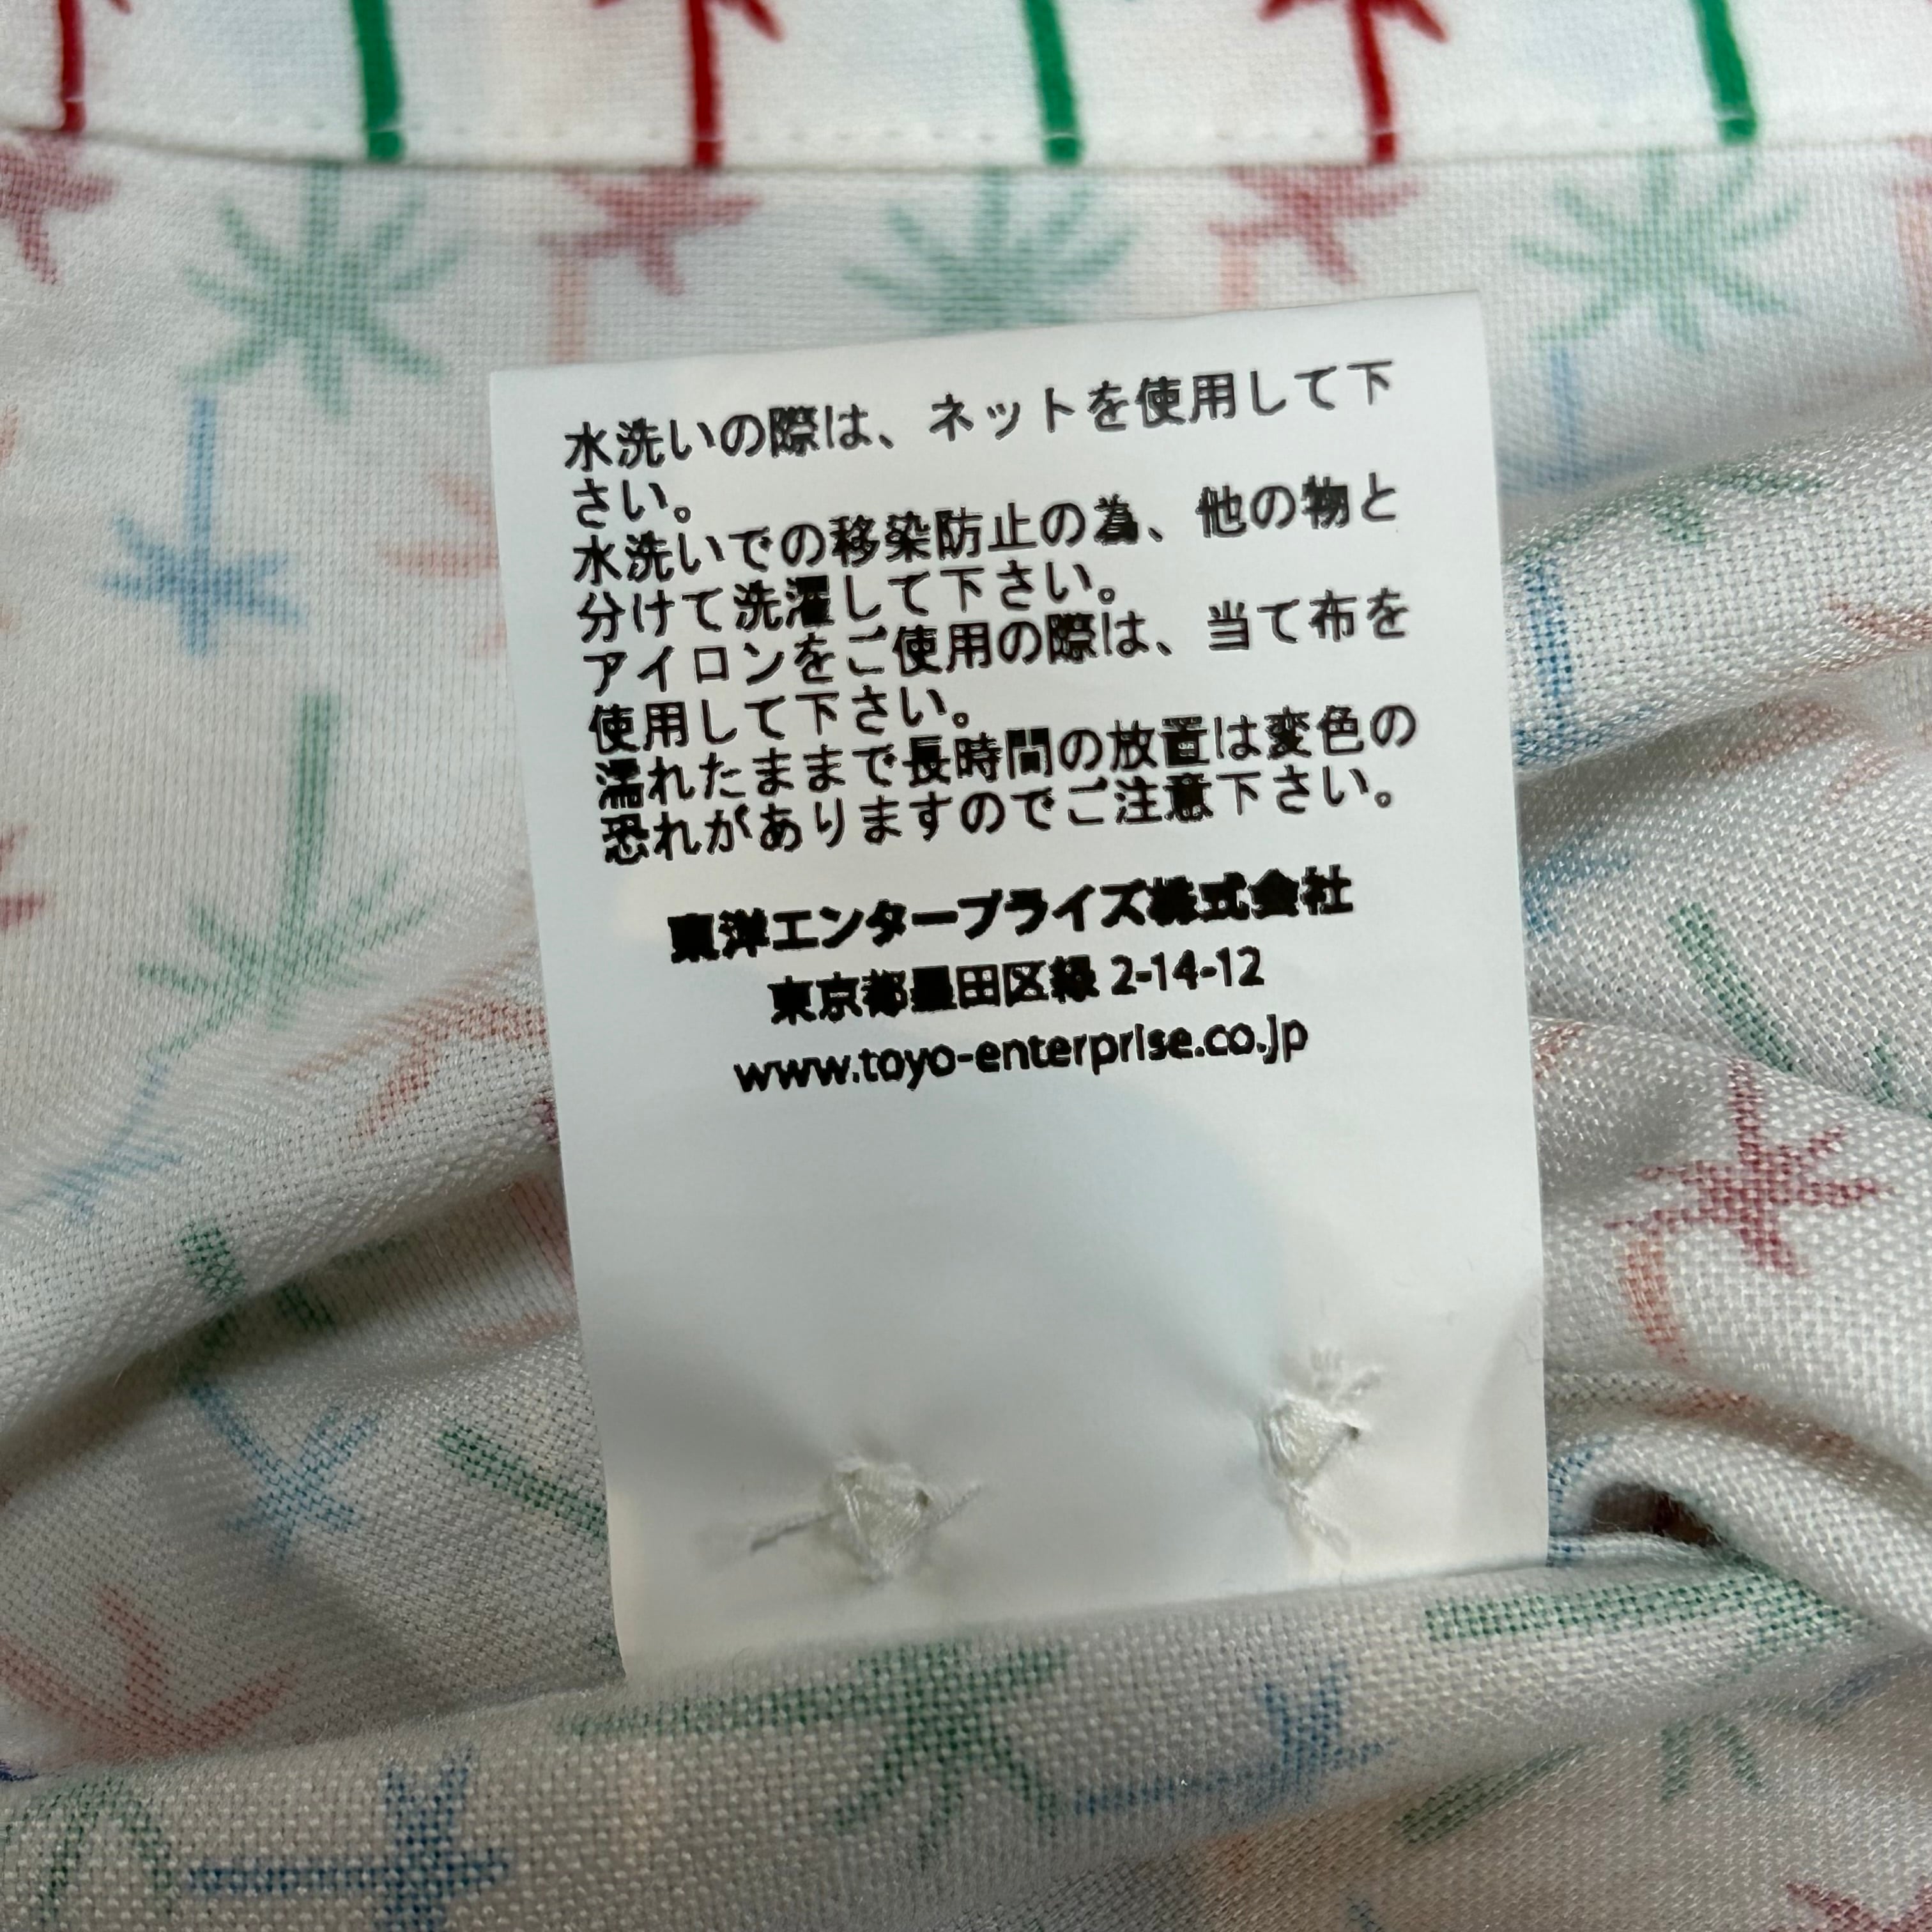 水洗いの際は、ネットを使用して下
さい。
水洗いでの移染防止の為、他の物と
分けて洗濯して下さい。
アイロンをご使用の際は、当て布を
使用して下さい。
濡れたままで長時間の放置は変色の
恐れがありますのでご注意下さい。
東洋エンタープライズ株式会社
東京都墨田区緑 2-14-12
www.toyo-enterprise.co.jp